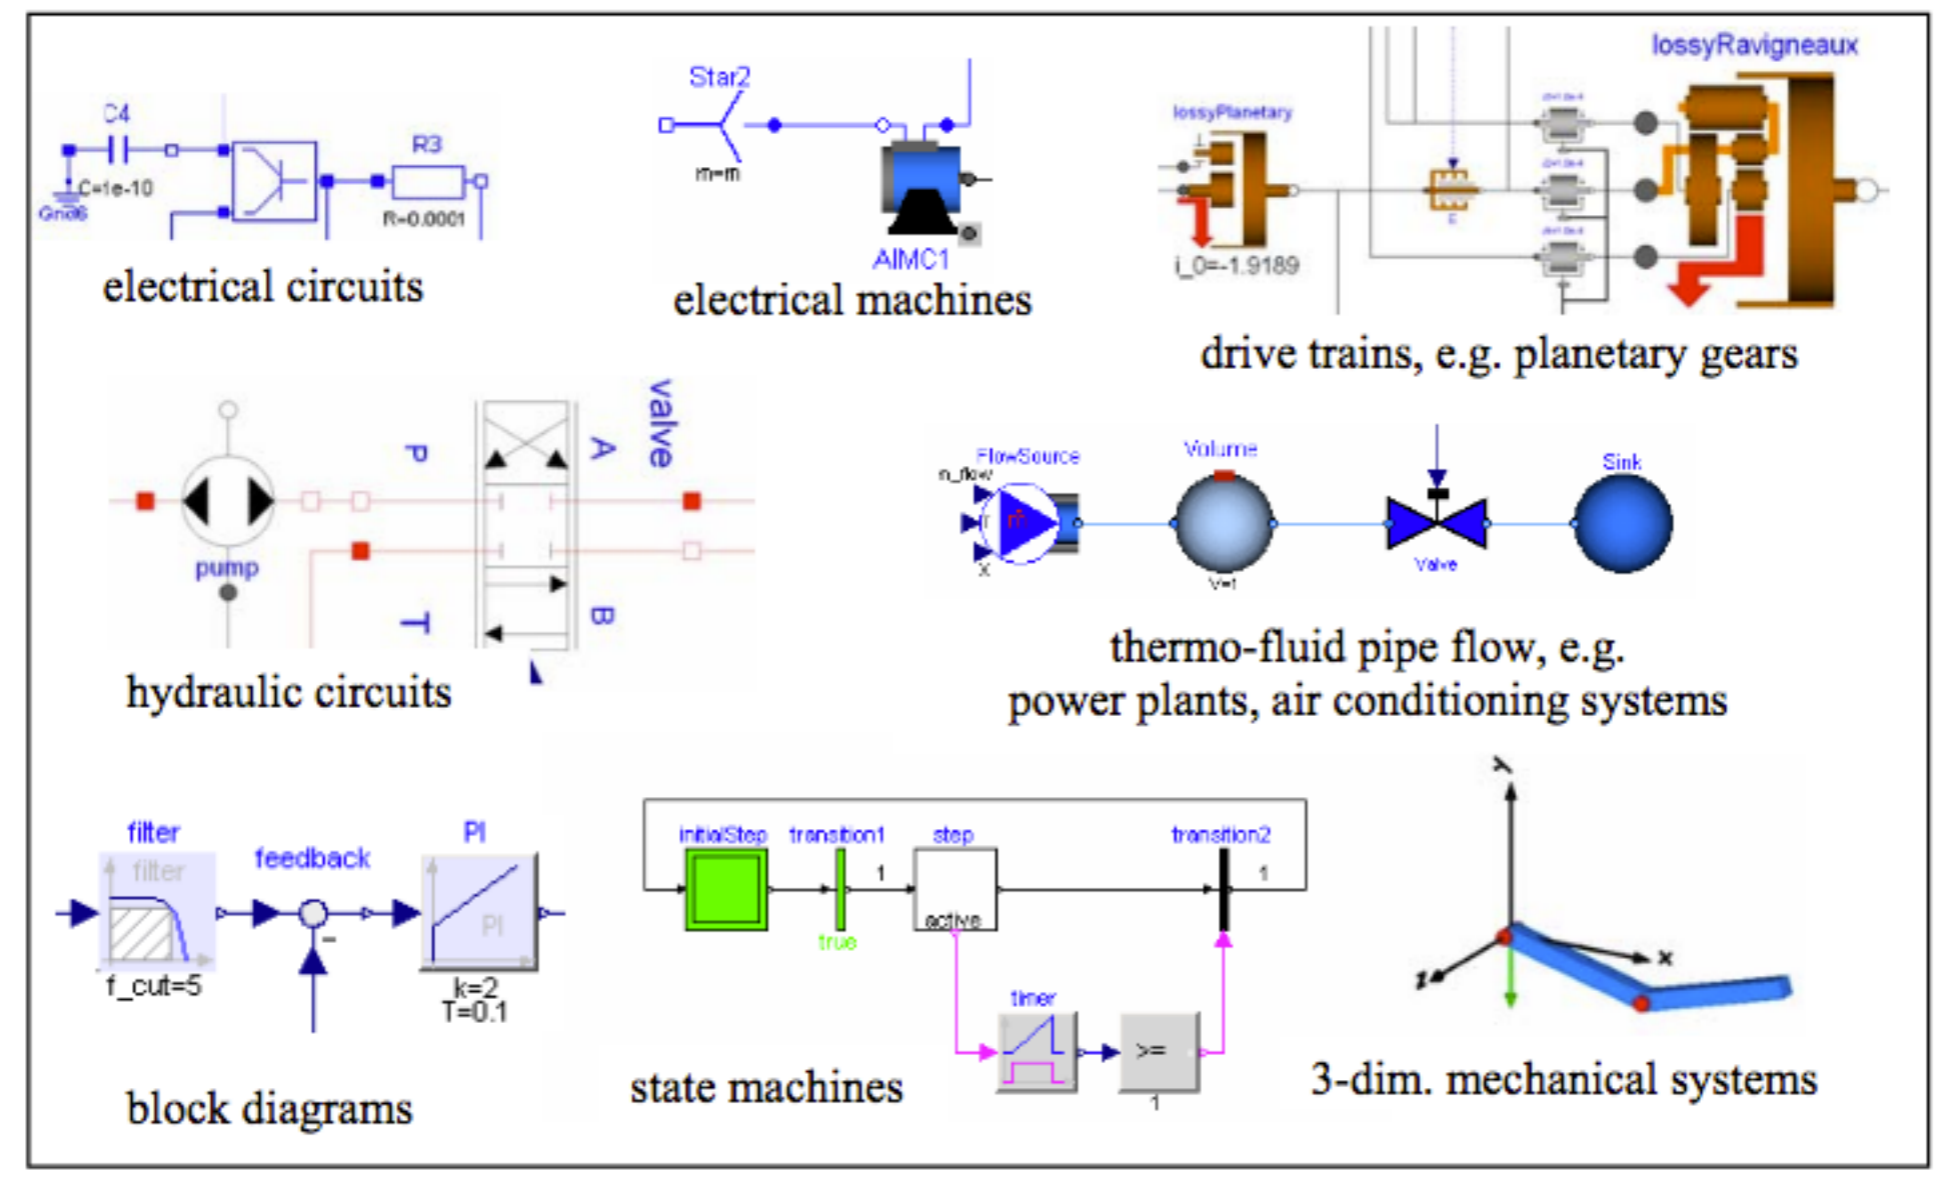 C4
C=1e-10
Gnd6
R3
R=0.0001
electrical circuits
Star2
m=m
AIMC1
electrical machines
lossyPlanetary
i_0=-1.9189
lossyRavigneaux
drive trains, e.g. planetary gears
pump
P
T
A
B
valve
hydraulic circuits
FlowSource
m_flow
T
X
ṁ
Volume
V=1
Valve
Sink
thermo-fluid pipe flow, e.g.
power plants, air conditioning systems
filter
filter
f_cut=5
feedback
–
PI
PI
k=2
T=0.1
block diagrams
initialStep
transition1
true
1
step
active
transition2
1
timer
>=
1
state machines
y
x
z
3-dim. mechanical systems